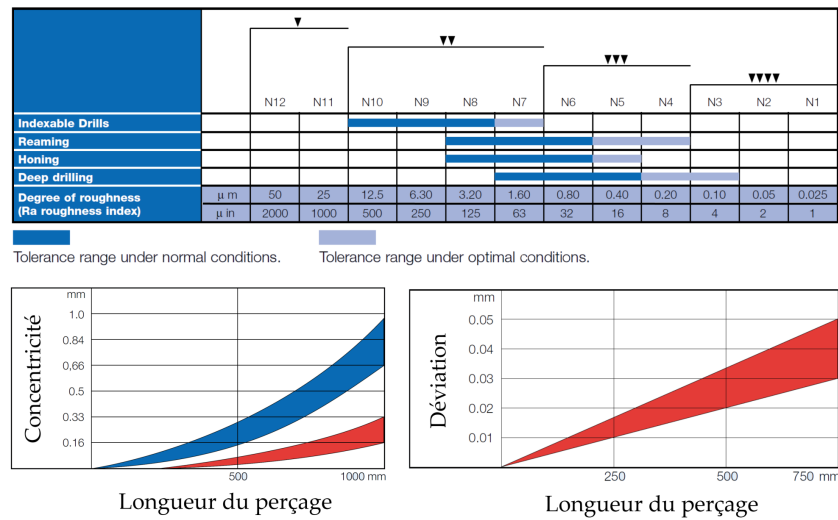 N12 N11 N10 N9 N8 N7 N6 N5 N4 N3 N2 N1
Indexable Drills
Reaming
Honing
Deep drilling
Degree of roughness
(Ra roughness index)
μ m 50 25 12.5 6.30 3.20 1.60 0.80 0.40 0.20 0.10 0.05 0.025
μ in 2000 1000 500 250 125 63 32 16 8 4 2 1
Tolerance range under normal conditions.
Tolerance range under optimal conditions.
mm
1.0
0.84
0.66
0.5
0.33
0.16
Concentricité
500 1000 mm
Longueur du perçage
mm
0.05
0.04
0.03
0.02
0.01
Déviation
250 500 750 mm
Longueur du perçage